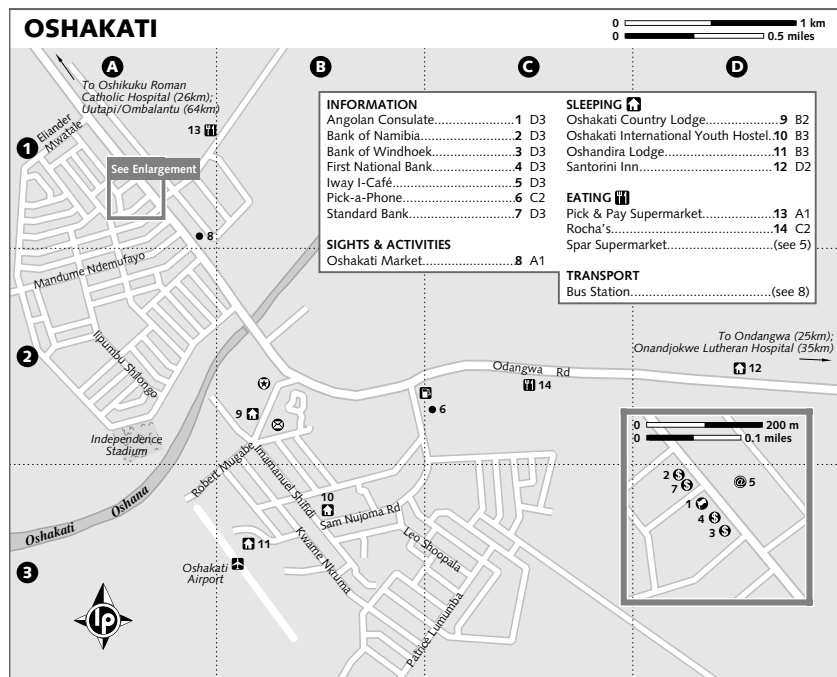 OSHAKATI
0 1 km
0 0.5 miles
A B C D
To Oshikuku Roman
Catholic Hospital (26km);
Uutapi/Ombalantu (64km)
13
Eliander
Mwatale
1
See Enlargement
8
Mandume Ndemufayo
INFORMATION
Angolan Consulate 1 D3
Bank of Namibia 2 D3
Bank of Windhoek 3 D3
First National Bank 4 D3
Iway I-Café 5 D3
Pick-a-Phone 6 C2
Standard Bank 7 D3
SIGHTS & ACTIVITIES
Oshakati Market 8 A1
SLEEPING
Oshakati Country Lodge 9 B2
Oshakati International Youth Hostel 10 B3
Oshandira Lodge 11 B3
Santorini Inn 12 D2
EATING
Pick & Pay Supermarket 13 A1
Rocha's 14 C2
Spar Supermarket (see 5)
TRANSPORT
Bus Station (see 8)
2
Iipumbu Shilongo
To Ondangwa (25km);
Onandjokwe Lutheran Hospital (35km)
12
Odangwa Rd
14
6
9
Independence
Stadium
Robert Mugabe
Imamanuel Shifidi
10
Sam Nujoma Rd
Oshakati Oshana
11
Oshakati
Airport
Kwame Nkruma
Leo Shoopala
Patrice Lumumba
3
lp
0 200 m
0 0.1 miles
2
7
5
1
4
3